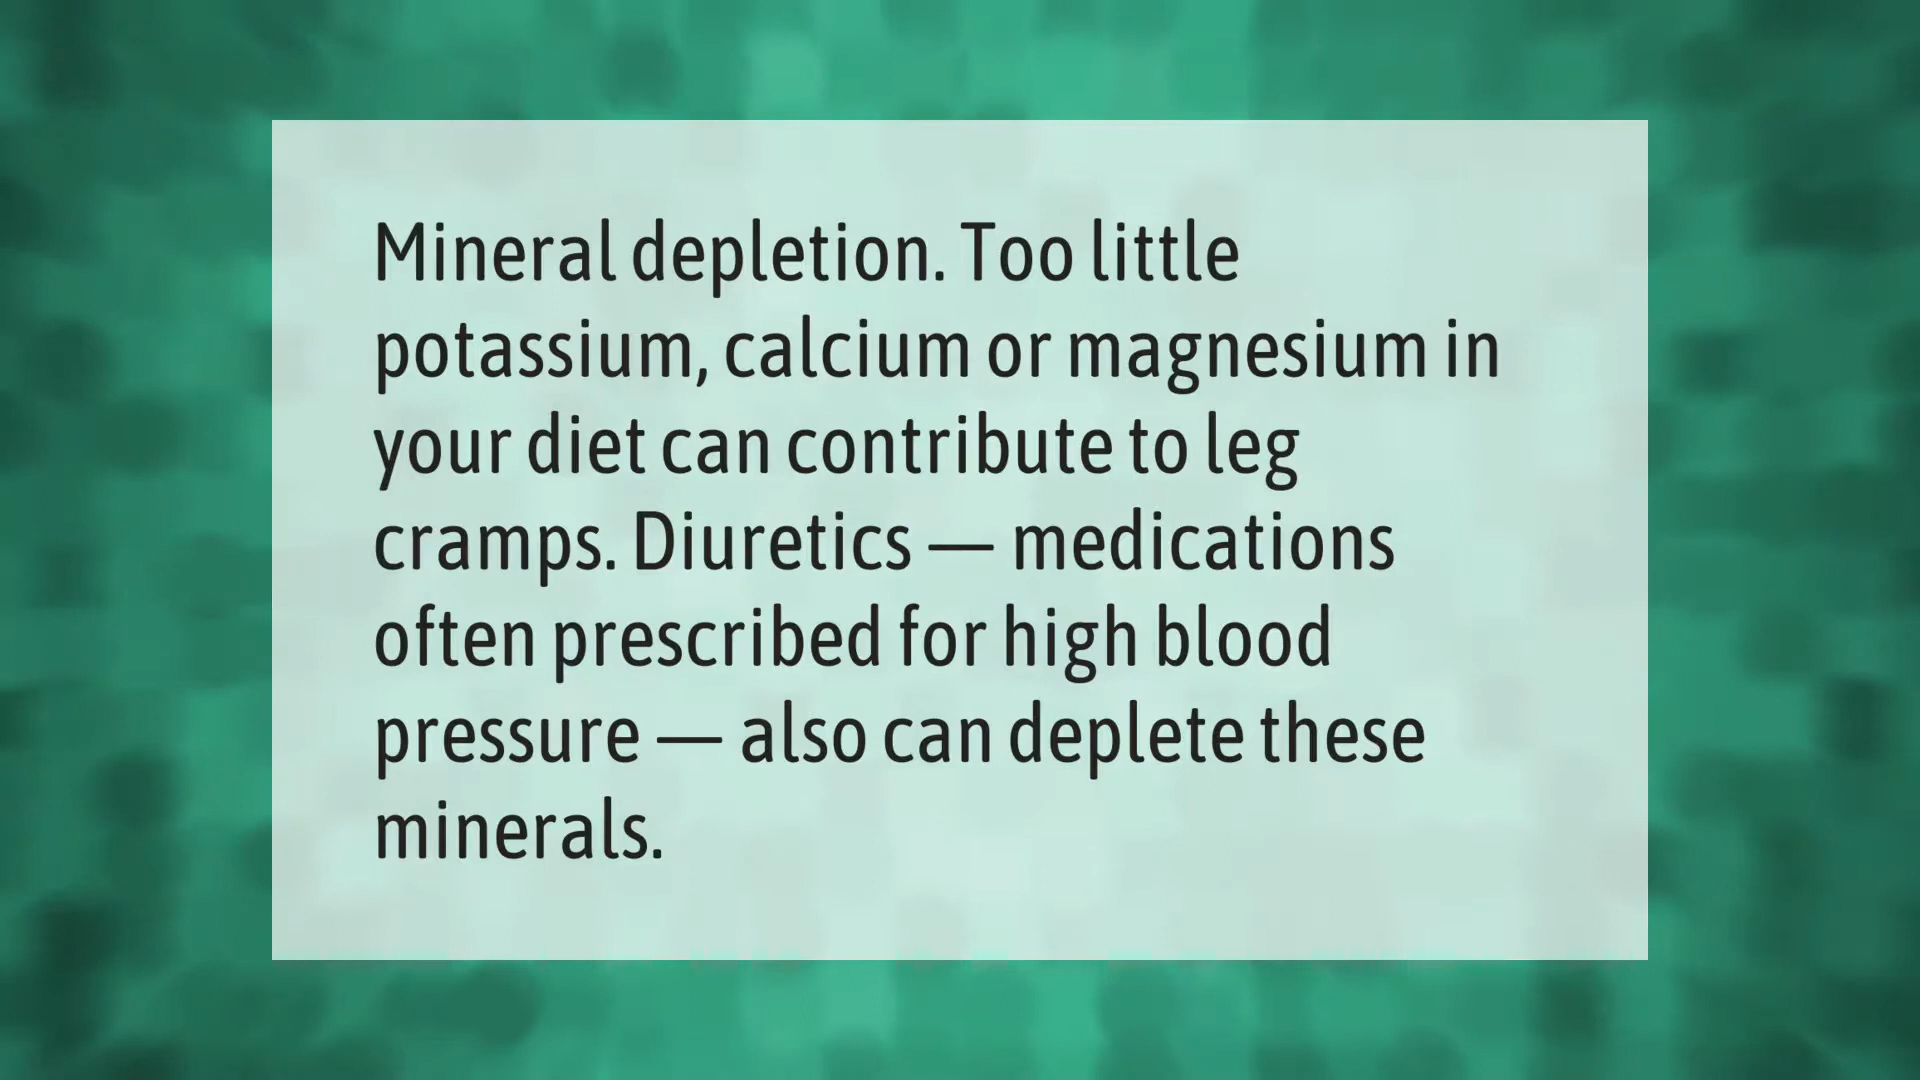 Mineral depletion. Too little
potassium, calcium or magnesium in
your diet can contribute to leg
cramps. Diuretics — medications
often prescribed for high blood
pressure — also can deplete these
minerals.